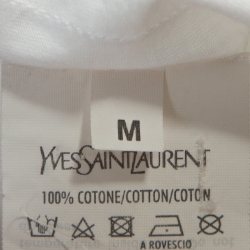 M
YVESSAINTLAURENT
100% COTONE/COTTON/COTON
A ROVESCIO